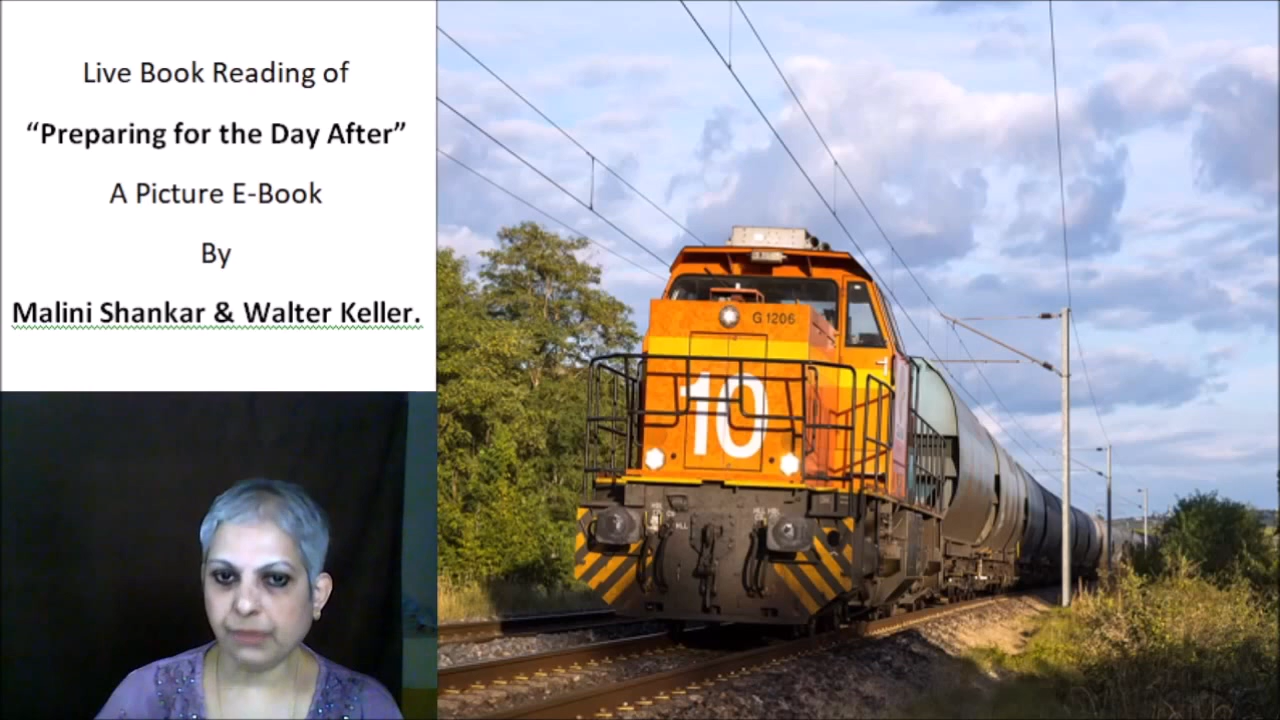 Live Book Reading of
“Preparing for the Day After”
A Picture E-Book
By
Malini Shankar & Walter Keller.
G 1206
10